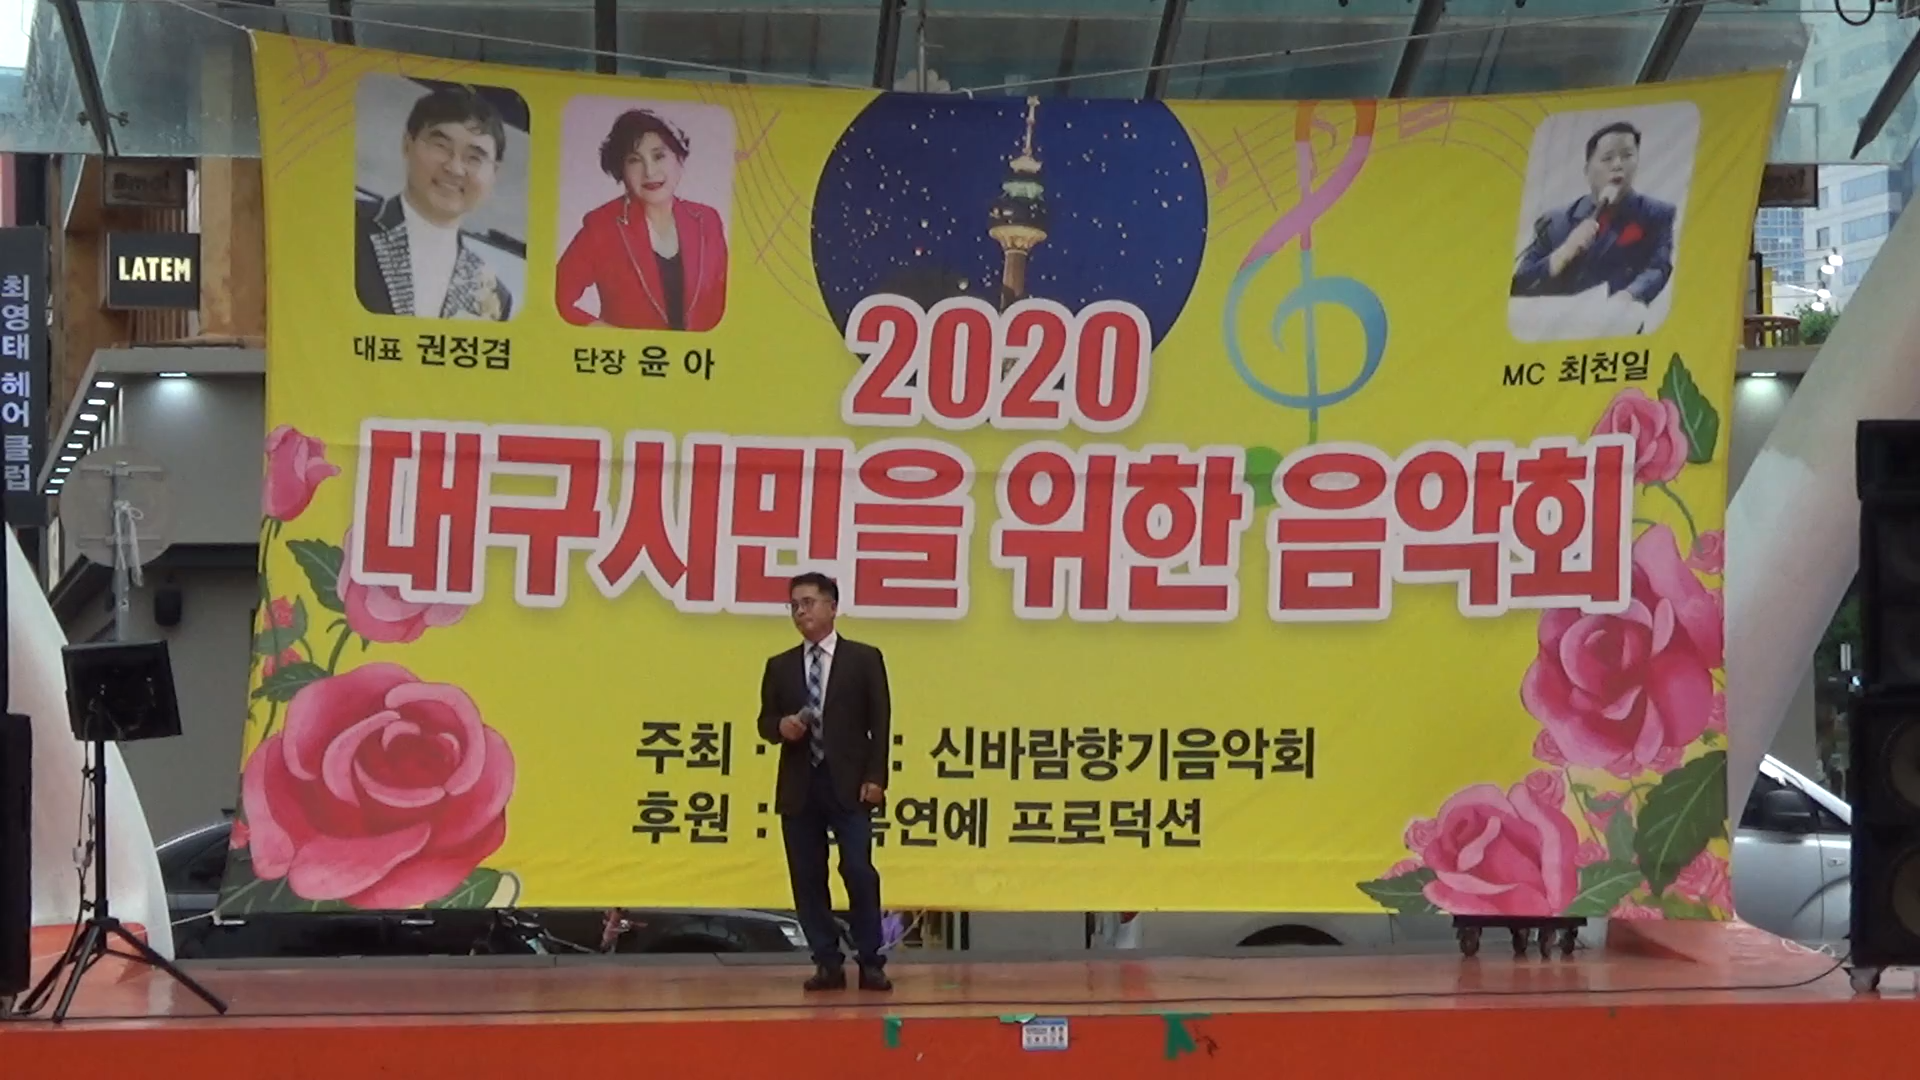 LATEM
최영태 헤어 클럽
대표 권정겸
단장 윤 아
MC 최천일
2020
대구시민을 위한 음악회
주최 · : 신바람향기음악회
후원 : 연예 프로덕션